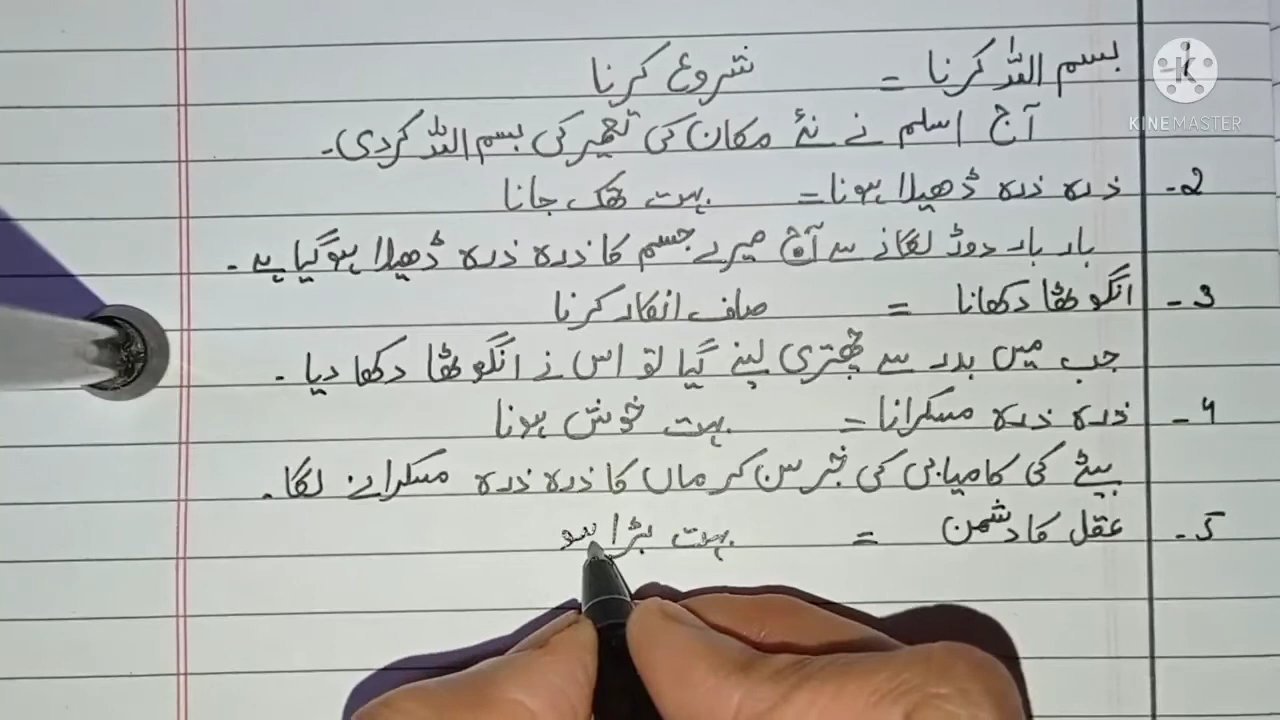 بسم اللہ کرنا = شروع کرنا
آج اسلم نے نئے مکان کی تعمیر کی بسم اللہ کر دی۔
2- ذرہ ذرہ ڈھیلا ہونا = بہت تھک جانا
بار بار دوڑ لگانے سے آج میرے جسم کا ذرہ ذرہ ڈھیلا ہو گیا ہے۔
3- انگوٹھا دکھانا = صاف انکار کرنا
جب میں بدر سے چھتری لینے گیا تو اس نے انگوٹھا دکھا دیا۔
4- ذرہ ذرہ مسکرانا = بہت خوش ہونا
بیٹے کی کامیابی کی خبر سن کر ماں کا ذرہ ذرہ مسکرانے لگا۔
5- عقل کا دشمن = بہت بڑا
K
KINEMASTER